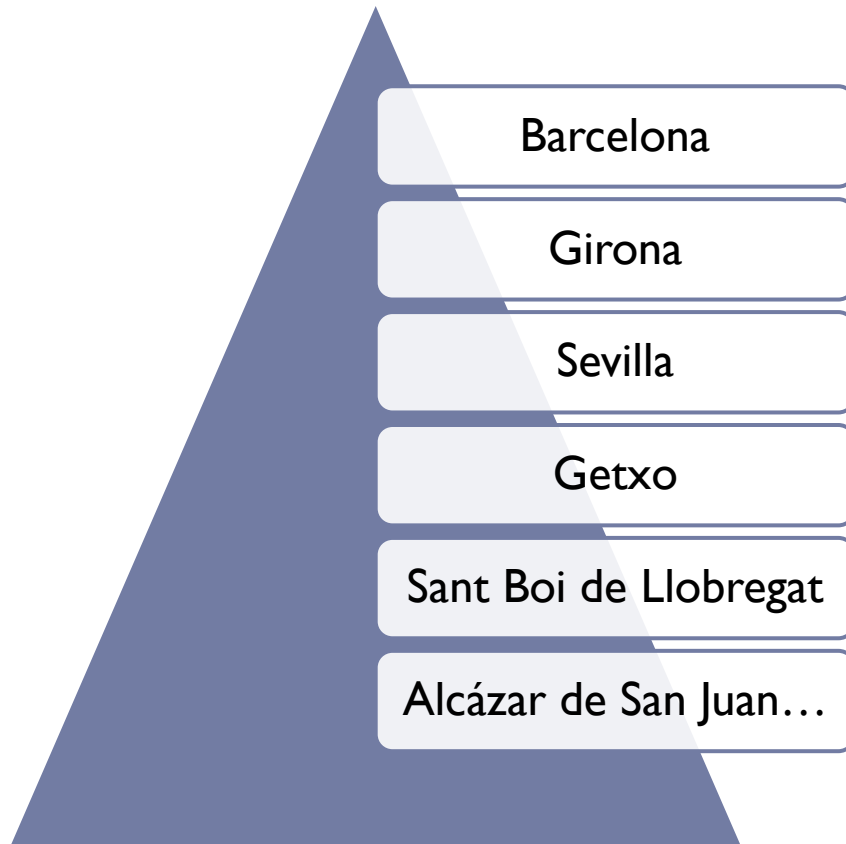 Barcelona
Girona
Sevilla
Getxo
Sant Boi de Llobregat
Alcázar de San Juan…